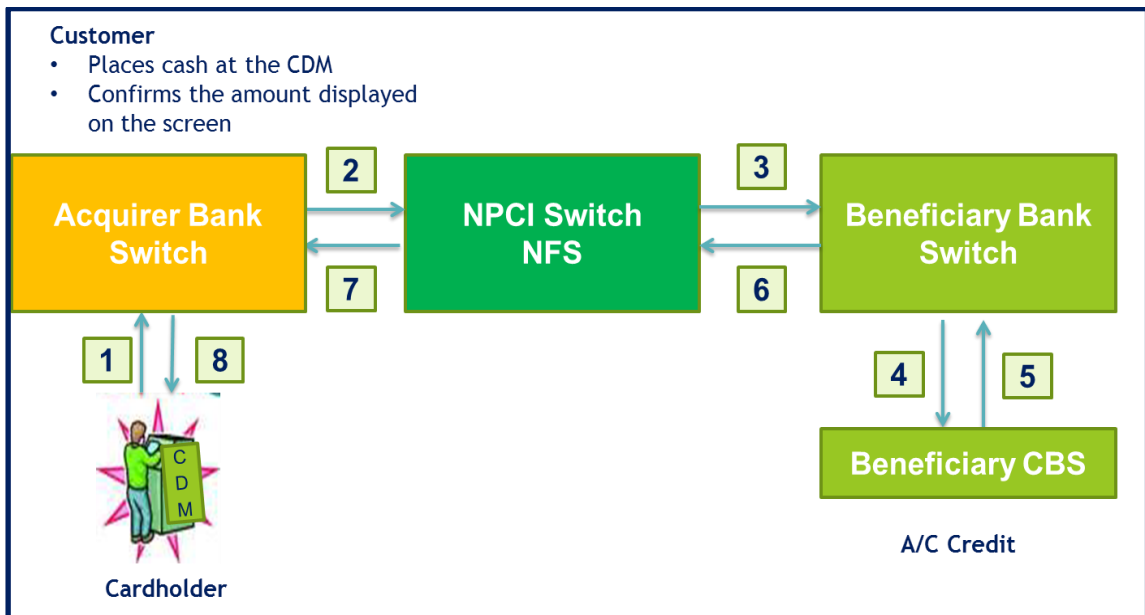 Customer
• Places cash at the CDM
• Confirms the amount displayed
on the screen
Acquirer Bank
Switch
2
7
NPCI Switch
NFS
3
6
Beneficiary Bank
Switch
1
8
4
5
C
D
M
Cardholder
Beneficiary CBS
A/C Credit